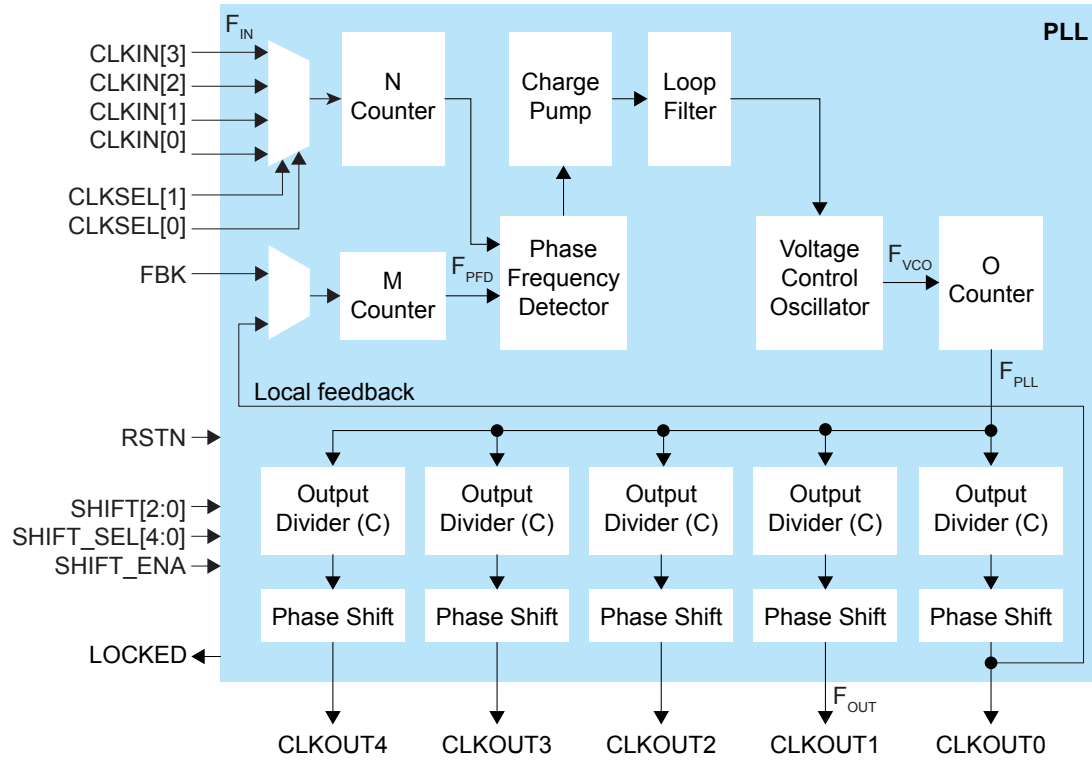 PLL
F_IN
CLKIN[3]
CLKIN[2]
CLKIN[1]
CLKIN[0]
CLKSEL[1]
CLKSEL[0]
FBK
N
Counter
Charge
Pump
Loop
Filter
M
Counter
F_PFD
Phase
Frequency
Detector
Voltage
Control
Oscillator
F_VCO
O
Counter
F_PLL
Local feedback
RSTN
SHIFT[2:0]
SHIFT_SEL[4:0]
SHIFT_ENA
LOCKED
Output
Divider (C)
Output
Divider (C)
Output
Divider (C)
Output
Divider (C)
Output
Divider (C)
Phase Shift
Phase Shift
Phase Shift
Phase Shift
Phase Shift
F_OUT
CLKOUT4
CLKOUT3
CLKOUT2
CLKOUT1
CLKOUT0